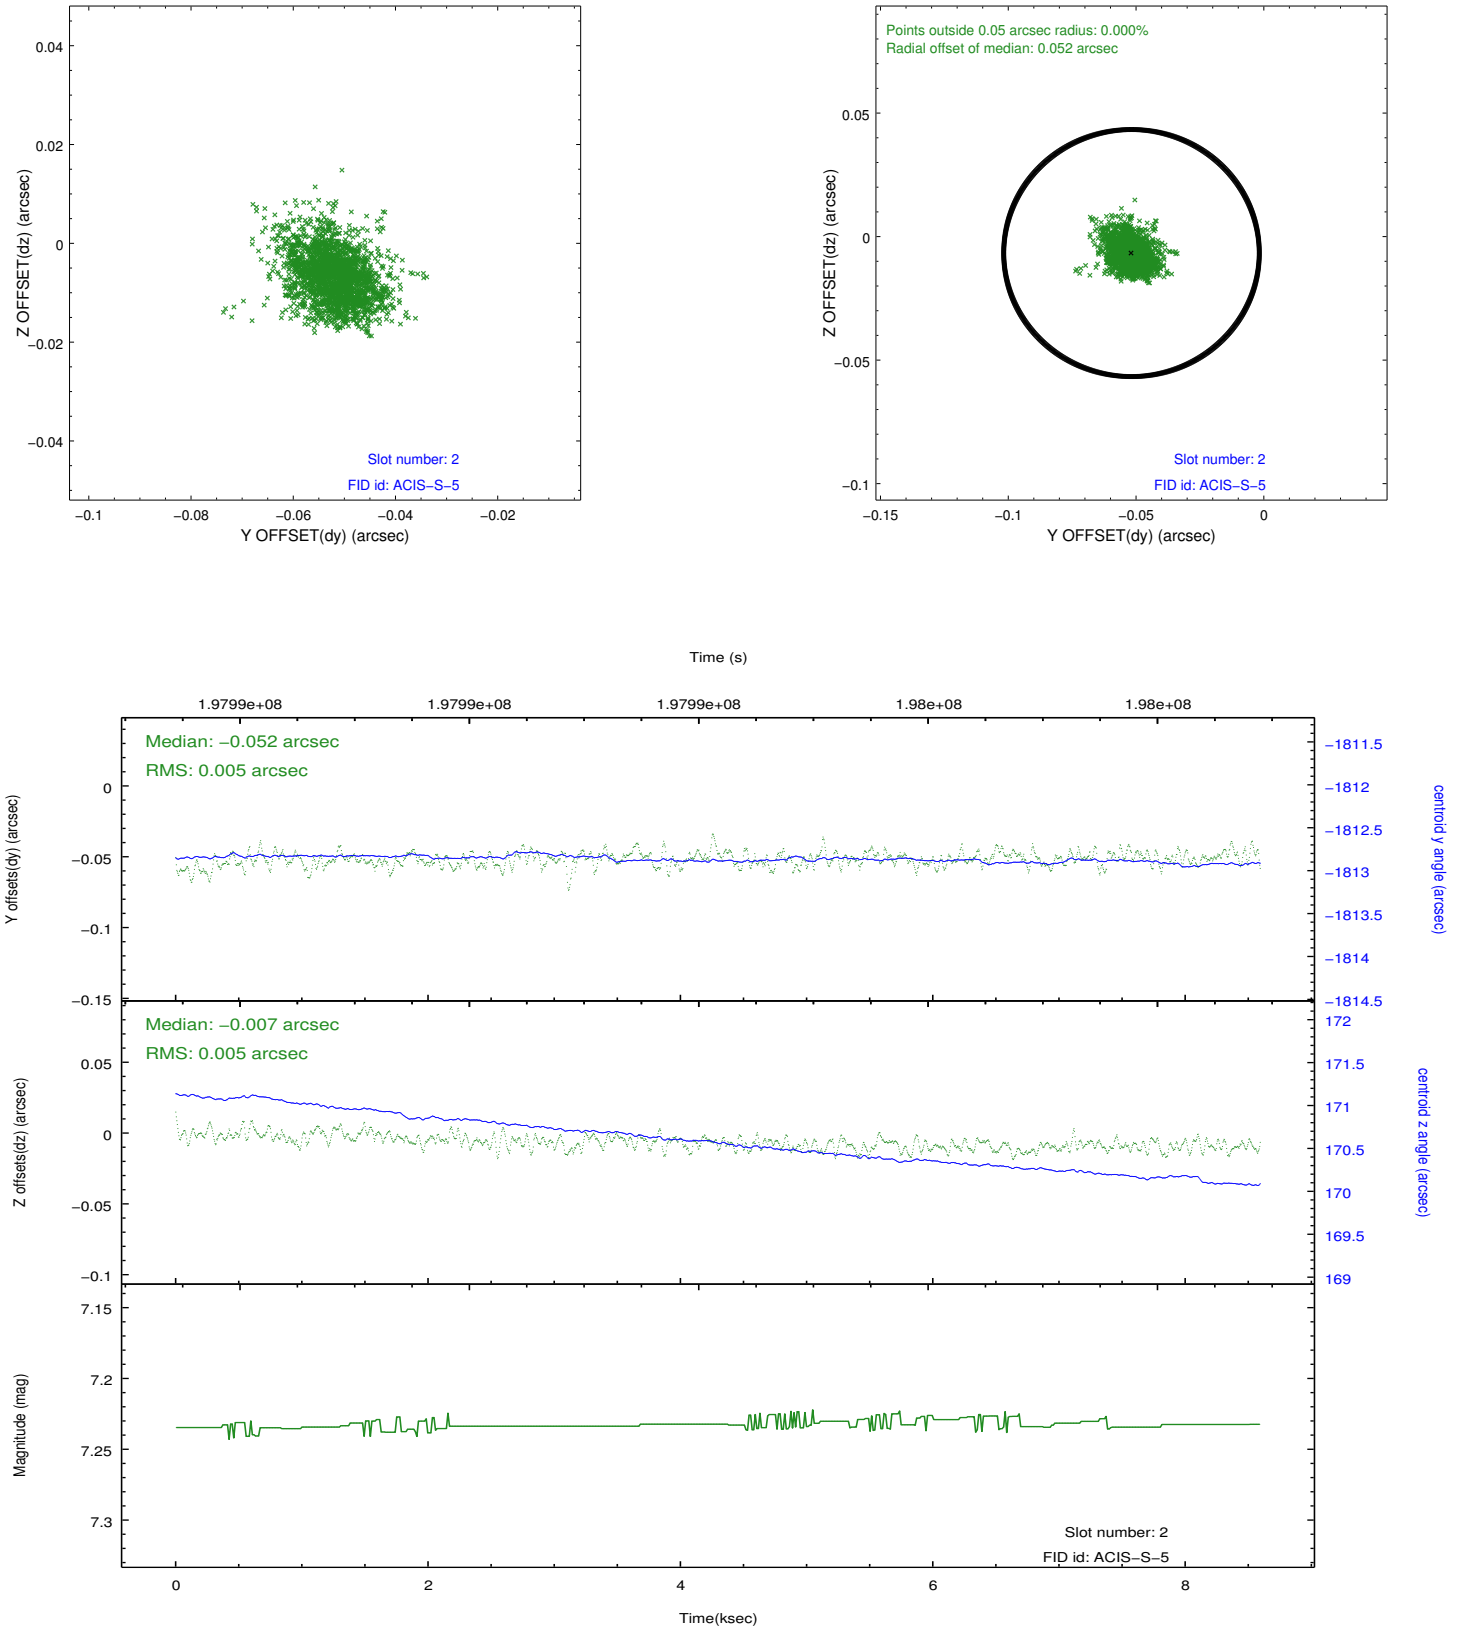 0.04
0.02
0
−0.02
−0.04
Z OFFSET(dz) (arcsec)
Slot number: 2
FID id: ACIS−S−5
−0.1
−0.08
−0.06
−0.04
−0.02
Y OFFSET(dy) (arcsec)
Points outside 0.05 arcsec radius: 0.000%
Radial offset of median: 0.052 arcsec
0.05
0
−0.05
−0.1
Z OFFSET(dz) (arcsec)
Slot number: 2
FID id: ACIS−S−5
−0.15
−0.1
−0.05
0
Y OFFSET(dy) (arcsec)
Time (s)
1.9799e+08
1.9799e+08
1.9799e+08
1.98e+08
1.98e+08
Median: −0.052 arcsec
RMS: 0.005 arcsec
0
−0.05
−0.1
−0.15
Y offsets(dy) (arcsec)
−1811.5
−1812
−1812.5
−1813
−1813.5
−1814
−1814.5
centroid y angle (arcsec)
Median: −0.007 arcsec
RMS: 0.005 arcsec
0.05
0
−0.05
−0.1
Z offsets(dz) (arcsec)
172
171.5
171
170.5
170
169.5
169
centroid z angle (arcsec)
7.15
7.2
7.25
7.3
Magnitude (mag)
Slot number: 2
FID id: ACIS−S−5
0
2
4
6
8
Time(ksec)